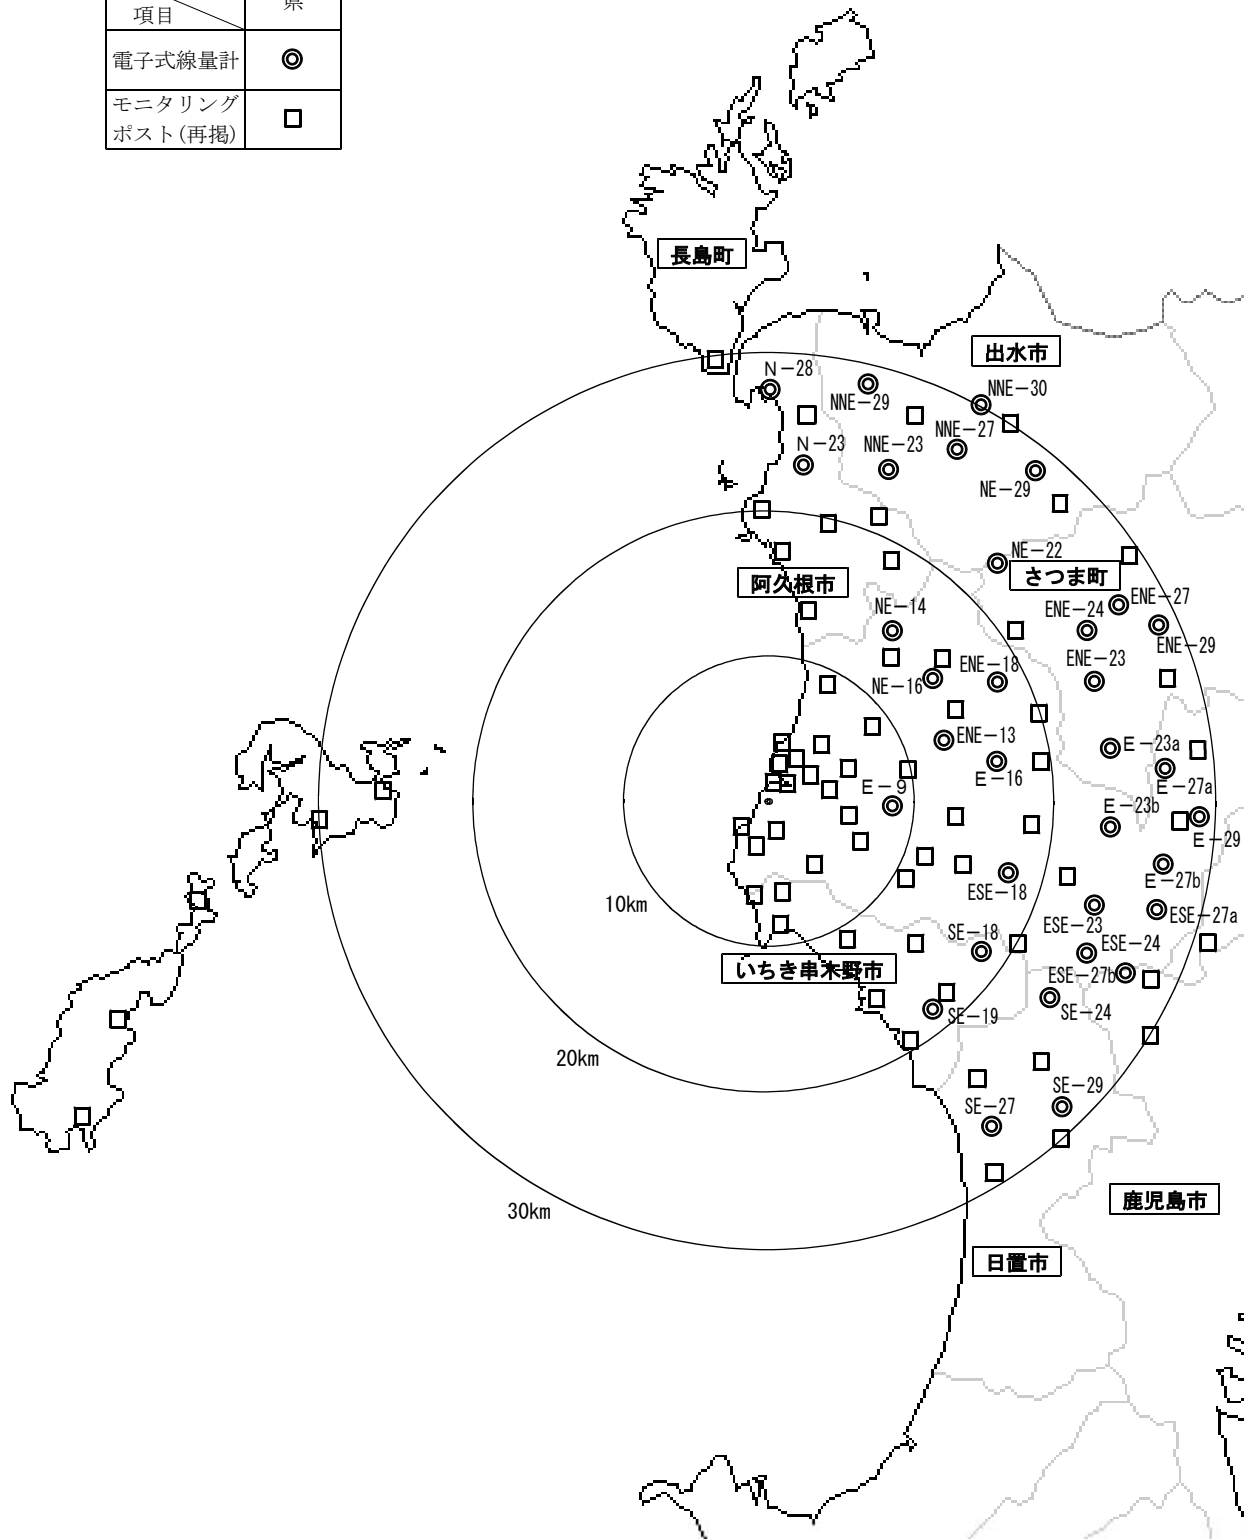 県
項目
電子式線量計 ◎
モニタリング
ポスト(再掲) □
長島町
出水市
N-28
NNE-29
NNE-30
NNE-27
N-23
NNE-23
NE-29
NE-22
阿久根市
さつま町
ENE-27
NE-14
ENE-24
ENE-29
ENE-18
ENE-23
NE-16
ENE-13
E-23a
E-16
E-27a
E-9
E-23b
E-29
E-27b
ESE-18
10km
ESE-27a
ESE-23
SE-18
ESE-24
いちき串木野市
ESE-27b
SE-24
SE-19
20km
SE-29
SE-27
鹿児島市
30km
日置市